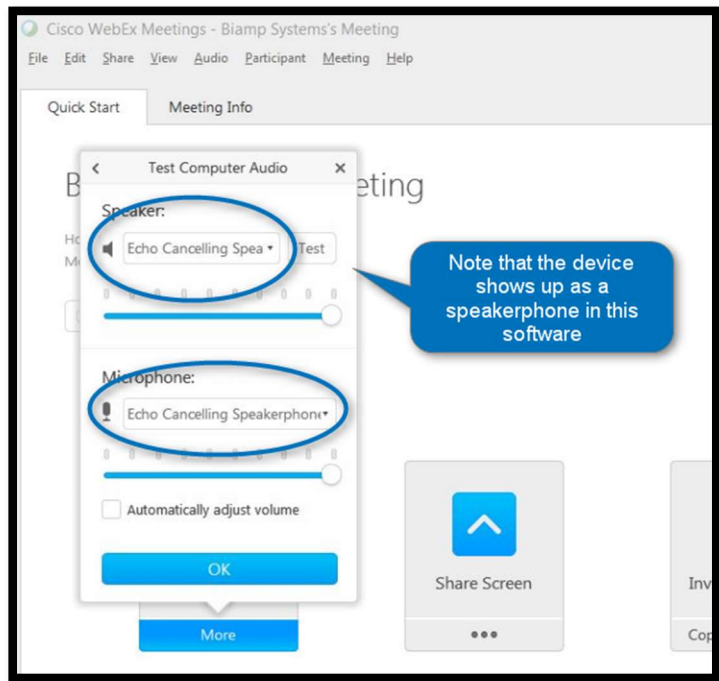 Cisco WebEx Meetings - Biamp Systems's Meeting
File Edit Share View Audio Participant Meeting Help
Quick Start Meeting Info
Test Computer Audio
eting
Speaker:
Echo Cancelling Spea Test
Note that the device
shows up as a
speakerphone in this
software
Microphone:
Echo Cancelling Speakerphone
Automatically adjust volume
OK
Share Screen
More